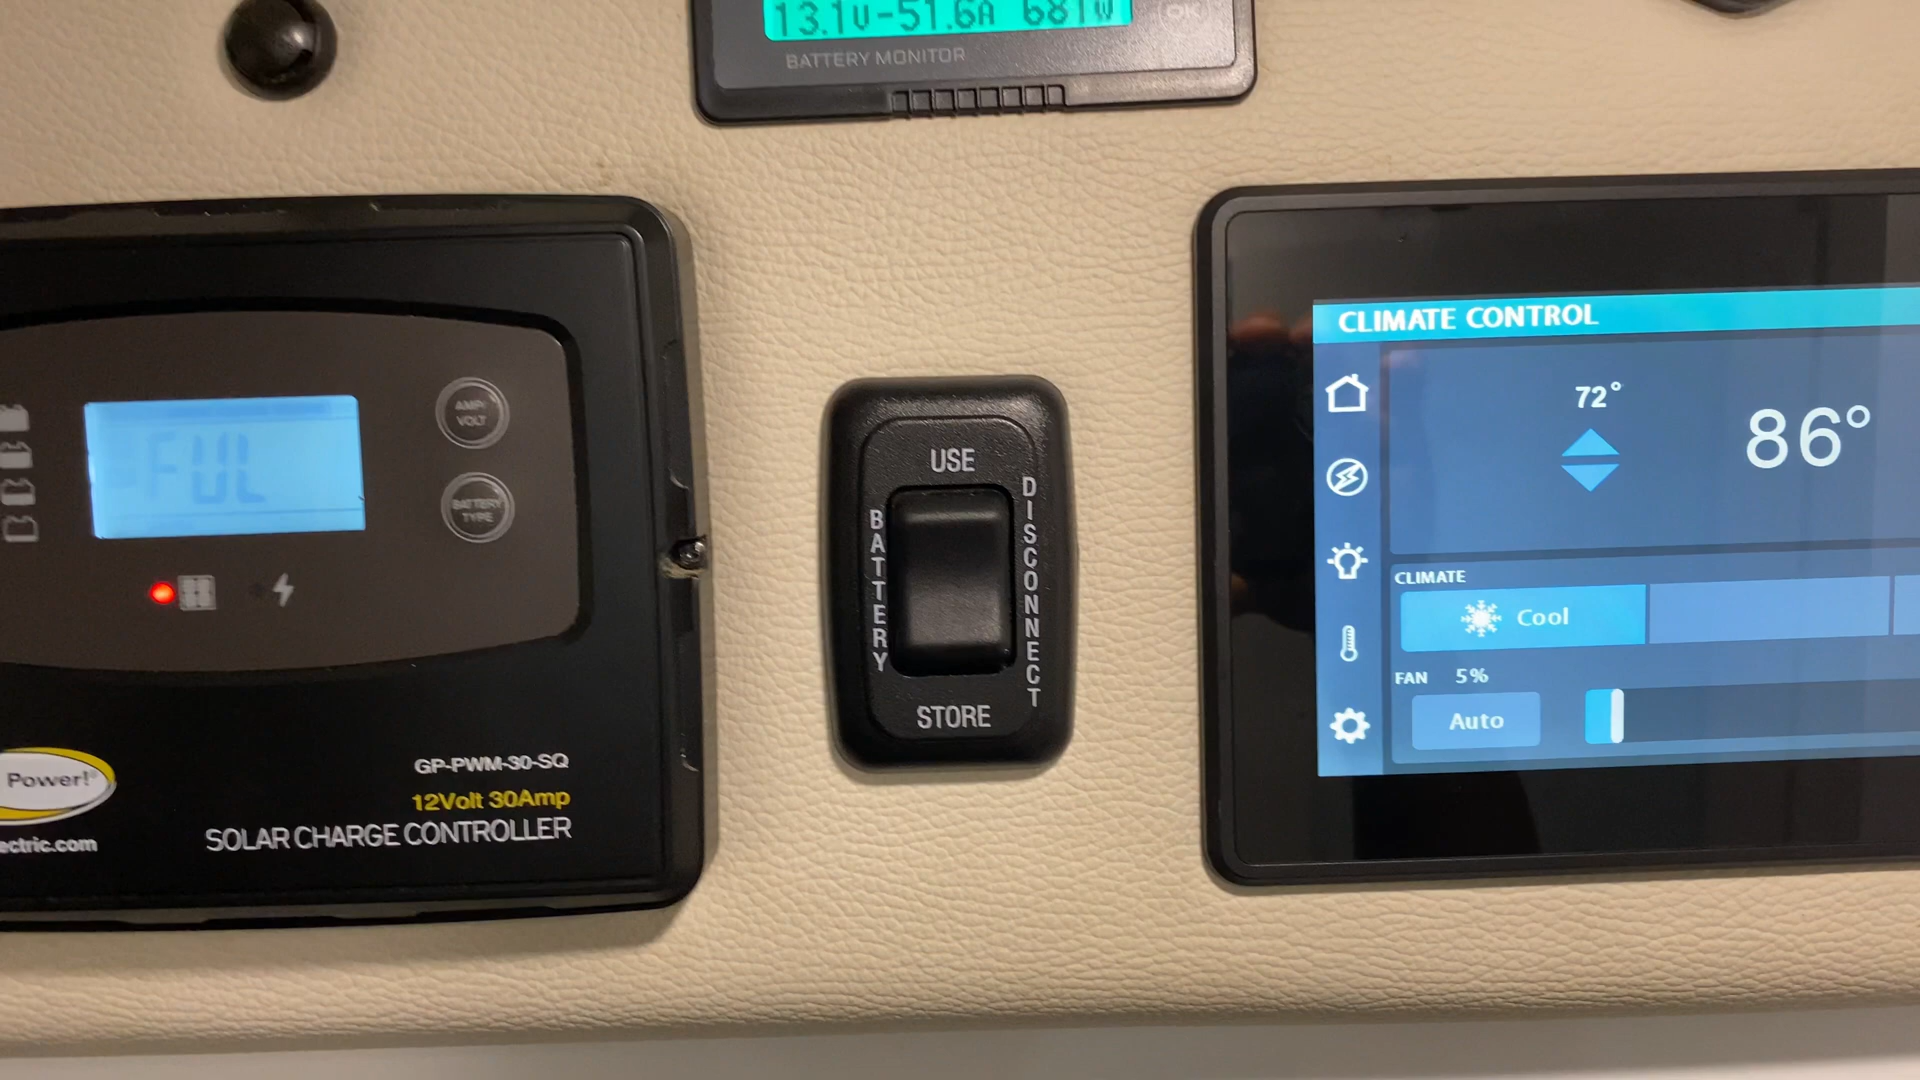 13.1V-51.6A 681W
OK
BATTERY MONITOR
FUL
AMP/
VOLT
BATTERY
TYPE
Power!
ectric.com
GP-PWM-30-SQ
12Volt 30Amp
SOLAR CHARGE CONTROLLER
USE
BATTERY
DISCONNECT
STORE
CLIMATE CONTROL
72°
86°
CLIMATE
Cool
FAN 5%
Auto